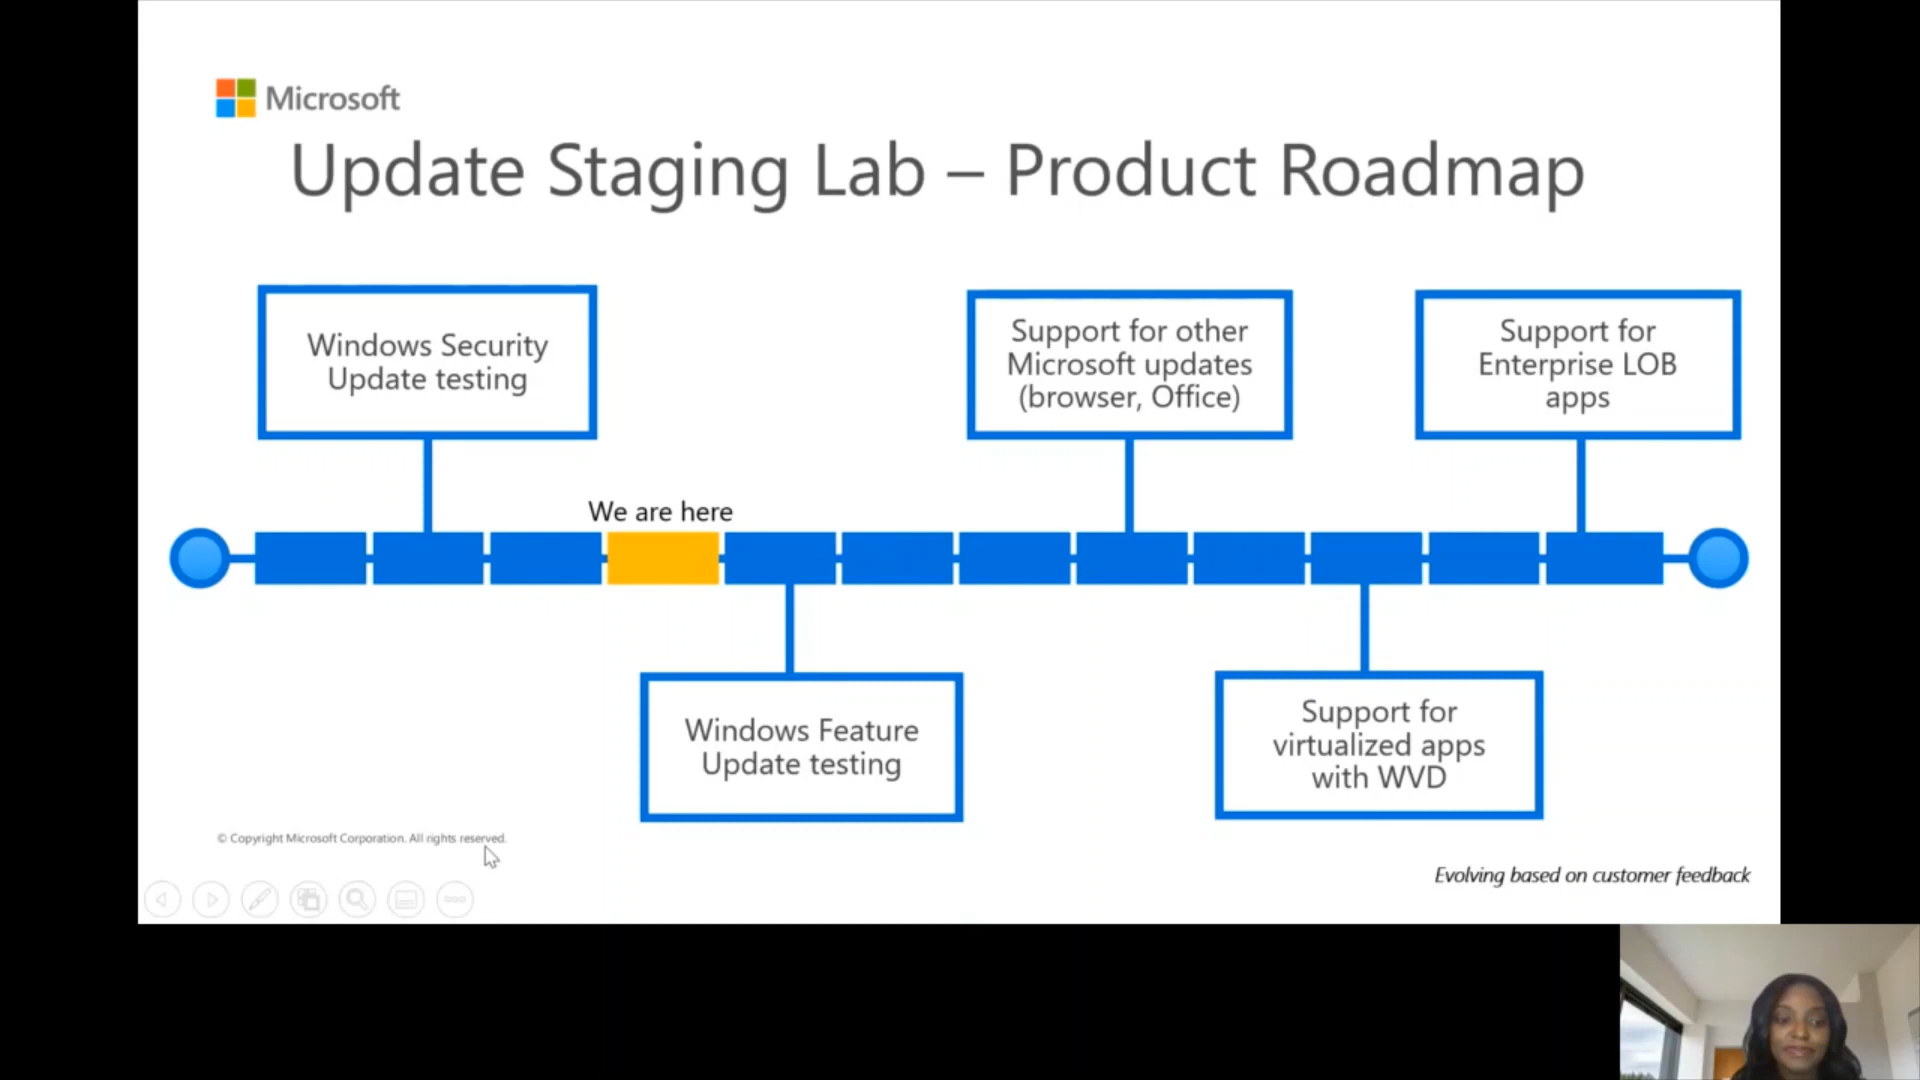 Microsoft
Update Staging Lab – Product Roadmap
Windows Security
Update testing
Support for other
Microsoft updates
(browser, Office)
Support for
Enterprise LOB
apps
We are here
Windows Feature
Update testing
Support for
virtualized apps
with WVD
© Copyright Microsoft Corporation. All rights reserved.
Evolving based on customer feedback